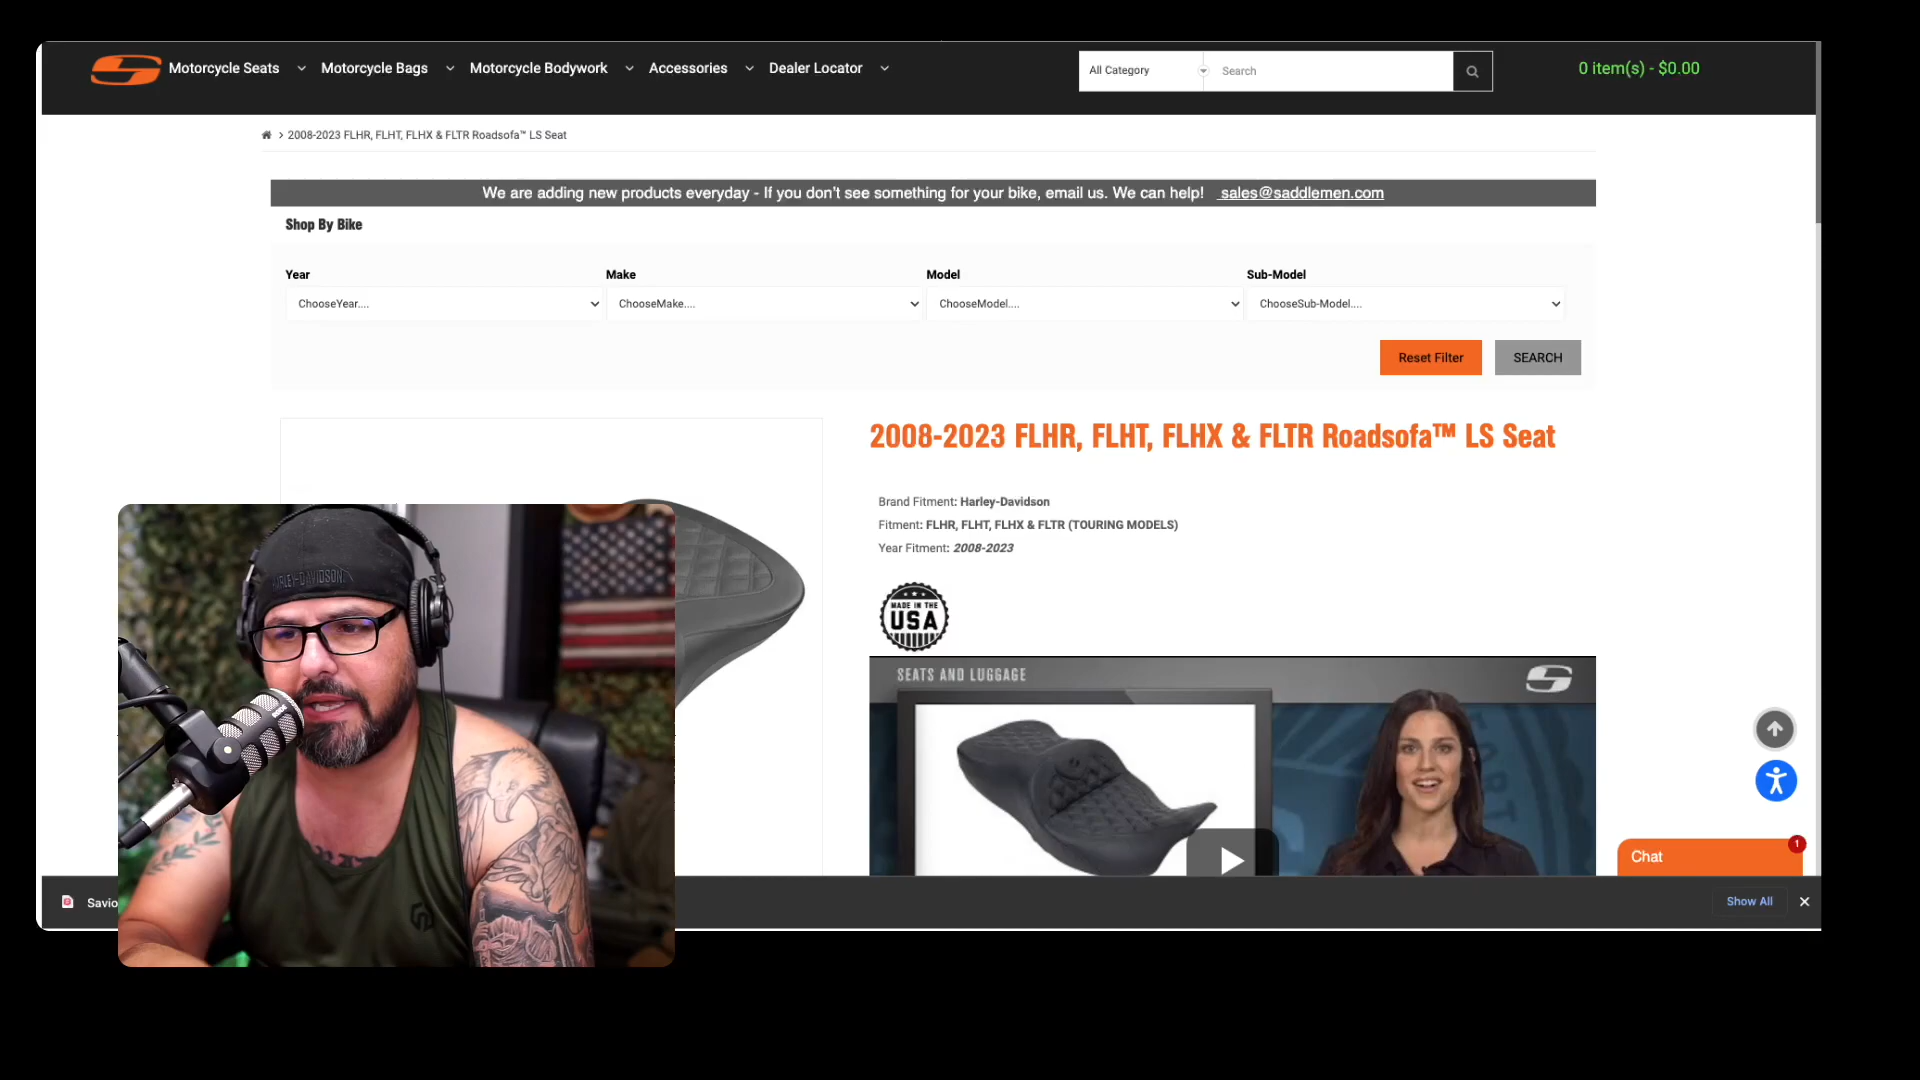 Motorcycle Seats
Motorcycle Bags
Motorcycle Bodywork
Accessories
Dealer Locator
All Category
Search
0 item(s) - $0.00
2008-2023 FLHR, FLHT, FLHX & FLTR Roadsofa™ LS Seat
We are adding new products everyday - If you don't see something for your bike, email us. We can help! sales@saddlemen.com
Shop By Bike
Year
Make
Model
Sub-Model
ChooseYear....
ChooseMake....
ChooseModel....
ChooseSub-Model....
Reset Filter
SEARCH
2008-2023 FLHR, FLHT, FLHX & FLTR Roadsofa™ LS Seat
Brand Fitment: Harley-Davidson
Fitment: FLHR, FLHT, FLHX & FLTR (TOURING MODELS)
Year Fitment: 2008-2023
MADE IN THE
USA
SEATS AND LUGGAGE
HARLEY-DAVIDSON
RODE
Chat
1
Savio
Show All